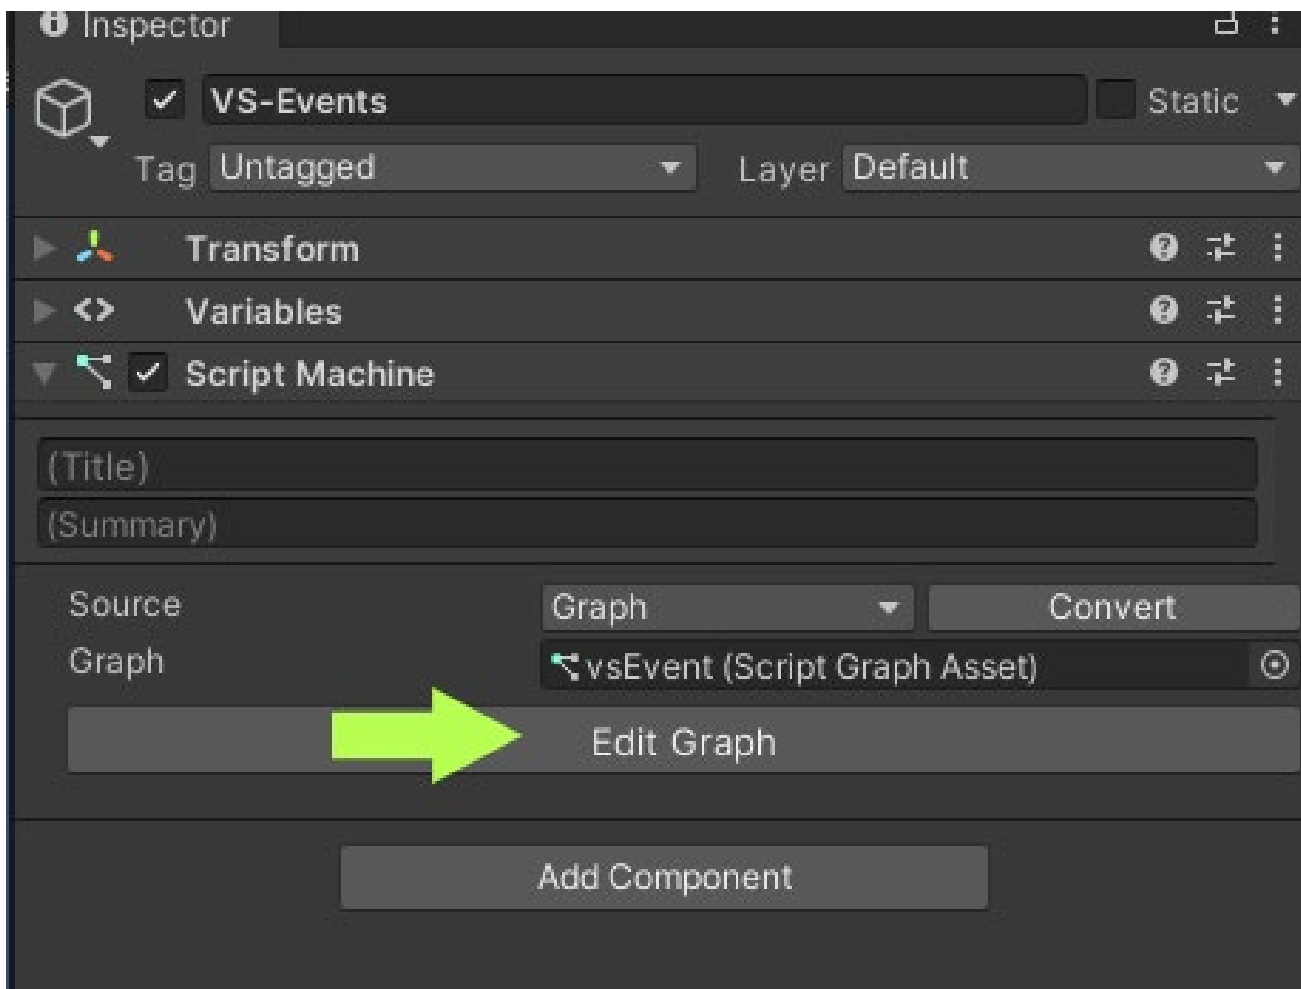 Inspector
VS-Events Static
Tag Untagged Layer Default
Transform
Variables
Script Machine
(Title)
(Summary)
Source Graph Convert
Graph vsEvent (Script Graph Asset)
Edit Graph
Add Component